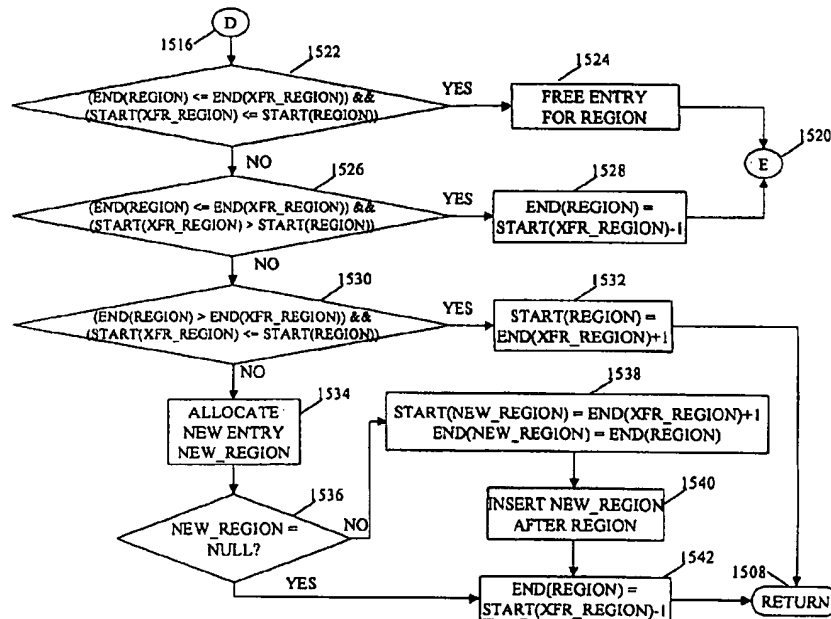 D
1516
1522
(END(REGION) <= END(XFR_REGION)) &&
(START(XFR_REGION) <= START(REGION))
YES
1524
FREE ENTRY
FOR REGION
E
1520
NO
1526
(END(REGION) <= END(XFR_REGION)) &&
(START(XFR_REGION) > START(REGION))
YES
1528
END(REGION) =
START(XFR_REGION)-1
NO
1530
(END(REGION) > END(XFR_REGION)) &&
(START(XFR_REGION) <= START(REGION))
YES
1532
START(REGION) =
END(XFR_REGION)+1
NO
1534
ALLOCATE
NEW ENTRY
NEW_REGION
1538
START(NEW_REGION) = END(XFR_REGION)+1
END(NEW_REGION) = END(REGION)
1536
NEW_REGION =
NULL?
NO
1540
INSERT NEW_REGION
AFTER REGION
YES
1542
END(REGION) =
START(XFR_REGION)-1
1508
RETURN